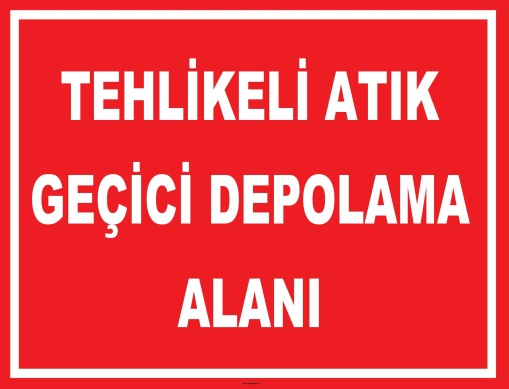 TEHLİKELİ ATIK
GEÇİCİ DEPOLAMA
ALANI